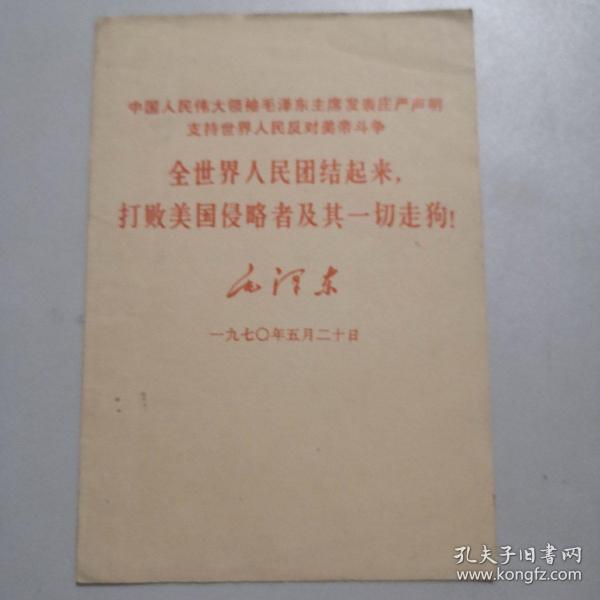 中国人民伟大领袖毛泽东主席发表庄严声明
支持世界人民反对美帝斗争
全世界人民团结起来，
打败美国侵略者及其一切走狗！
毛泽东
一九七〇年五月二十日
孔夫子旧书网
www.kongfz.com